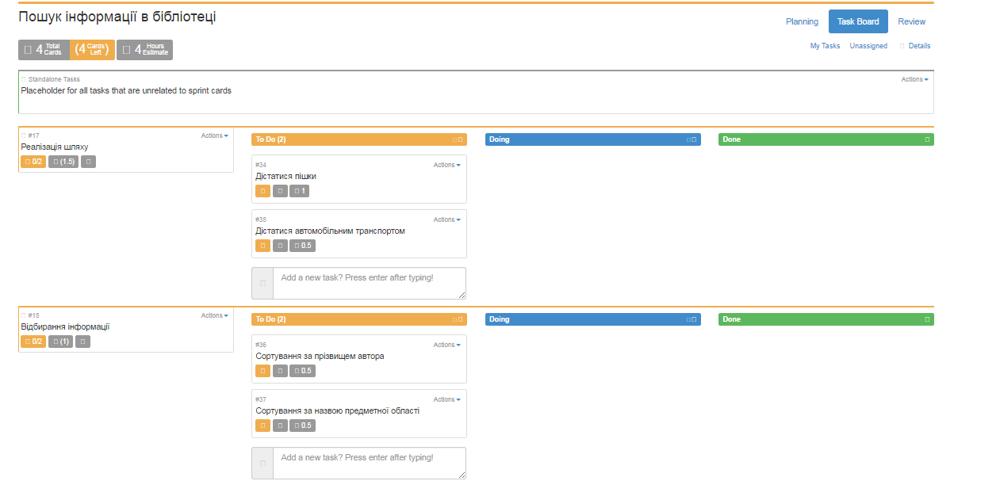 Пошук інформації в бібліотеці
Planning Task Board Review
4 Total Cards (4 Cards Left) 4 Hours Estimate
My Tasks Unassigned Details
Standalone Tasks Actions
Placeholder for all tasks that are unrelated to sprint cards
#17 Actions
Реалізація шляху
0/2 (1.5)
To Do (2) Doing Done
#34 Actions
Дістатися пішки
1
#35 Actions
Дістатися автомобільним транспортом
0.5
Add a new task? Press enter after typing!
#15 Actions
Відбирання інформації
0/2 (1)
To Do (2) Doing Done
#36 Actions
Сортування за прізвищем автора
0.5
#37 Actions
Сортування за назвою предметної області
0.5
Add a new task? Press enter after typing!